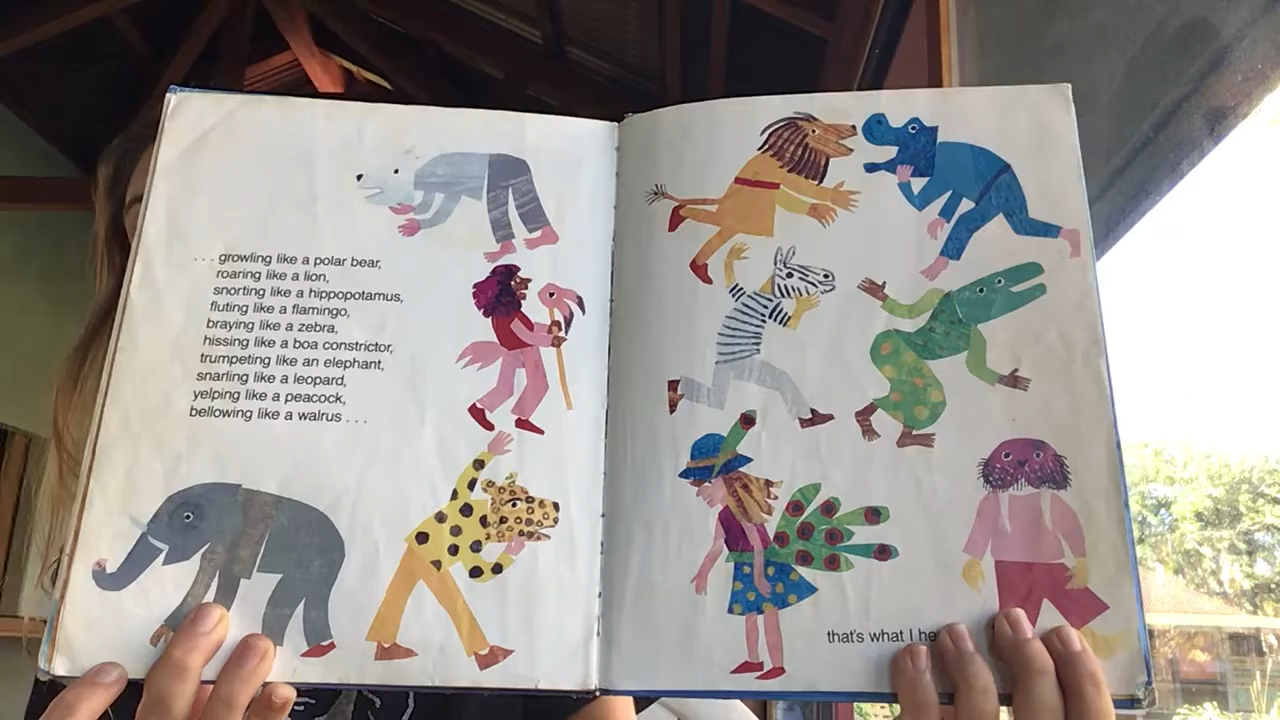 . . . growling like a polar bear,
roaring like a lion,
snorting like a hippopotamus,
fluting like a flamingo,
braying like a zebra,
hissing like a boa constrictor,
trumpeting like an elephant,
snarling like a leopard,
yelping like a peacock,
bellowing like a walrus . . .
that's what I he